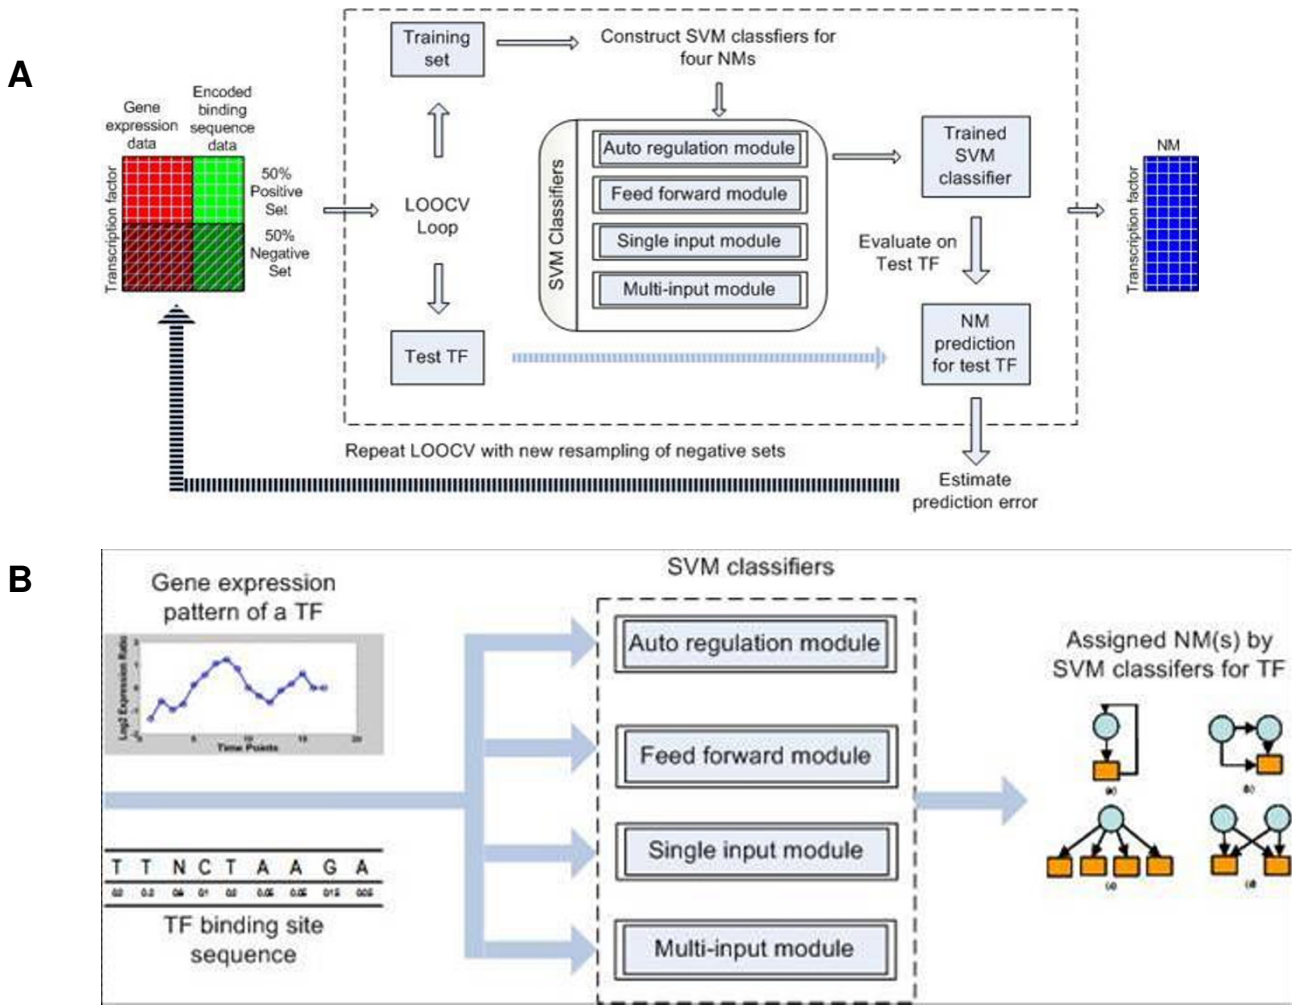 A
Gene
expression
data
Encoded
binding
sequence
data
Transcription factor
50%
Positive
Set
50%
Negative
Set
Training
set
LOOCV
Loop
Test TF
Construct SVM classfiers for
four NMs
SVM Classifiers
Auto regulation module
Feed forward module
Single input module
Multi-input module
Trained
SVM
classifier
Evaluate on
Test TF
NM
prediction
for test TF
NM
Transcription factor
Repeat LOOCV with new resampling of negative sets
Estimate
prediction error
B
Gene expression
pattern of a TF
Log2 Expression Ratio
Time Points
T T N C T A A G A
TF binding site
sequence
SVM classifiers
Auto regulation module
Feed forward module
Single input module
Multi-input module
Assigned NM(s) by
SVM classifers for TF
(a)
(c)
(d)